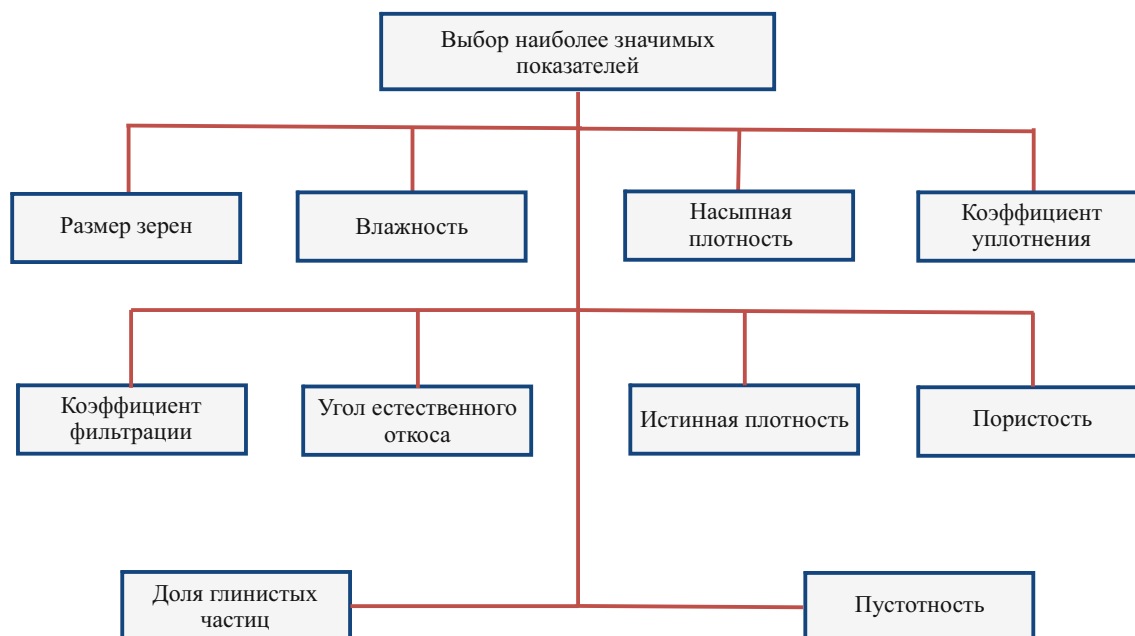 Выбор наиболее значимых
показателей
Размер зерен
Влажность
Насыпная
плотность
Коэффициент
уплотнения
Коэффициент
фильтрации
Угол естественного
откоса
Истинная плотность
Пористость
Доля глинистых
частиц
Пустотность